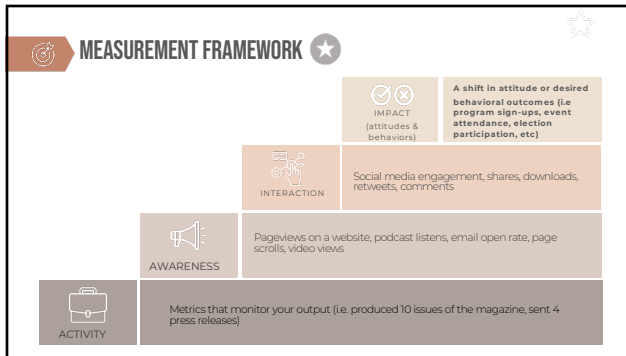 MEASUREMENT FRAMEWORK
IMPACT
(attitudes &
behaviors)
A shift in attitude or desired
behavioral outcomes (i.e
program sign-ups, event
attendance, election
participation, etc)
INTERACTION
Social media engagement, shares, downloads,
retweets, comments
AWARENESS
Pageviews on a website, podcast listens, email open rate, page
scrolls, video views
ACTIVITY
Metrics that monitor your output (i.e. produced 10 issues of the magazine, sent 4
press releases)